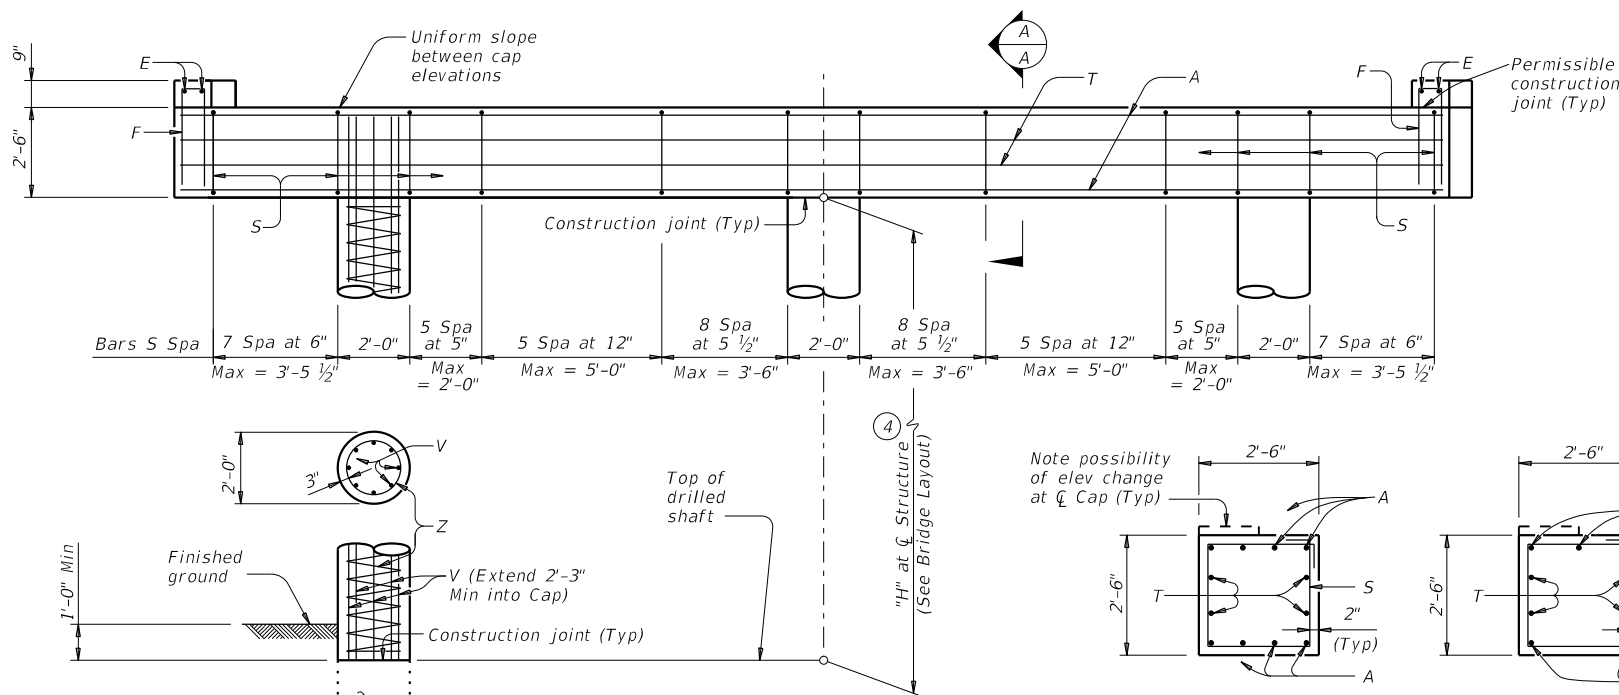 Uniform slope
between cap
elevations
A
A
9"
E
T
A
F
E
Permissible
construction
joint (Typ)
F
F
2'-6"
S
Construction joint (Typ)
S
Bars S Spa
7 Spa at 6"
Max = 3'-5 ½"
2'-0"
5 Spa
at 5"
Max
= 2'-0"
5 Spa at 12"
Max = 5'-0"
8 Spa
at 5 ½"
Max = 3'-6"
2'-0"
8 Spa
at 5 ½"
Max = 3'-6"
5 Spa at 12"
Max = 5'-0"
5 Spa
at 5"
Max
= 2'-0"
2'-0"
7 Spa at 6"
Max = 3'-5 ½"
4
"H" at ℄ Structure
(See Bridge Layout)
2'-0"
3"
V
Z
Top of
drilled
shaft
Finished
ground
1'-0" Min
V (Extend 2'-3"
Min into Cap)
Construction joint (Typ)
Note possibility
of elev change
at ℄ Cap (Typ)
2'-6"
A
2'-6"
T
S
2"
(Typ)
A
2'-6"
2'-6"
T